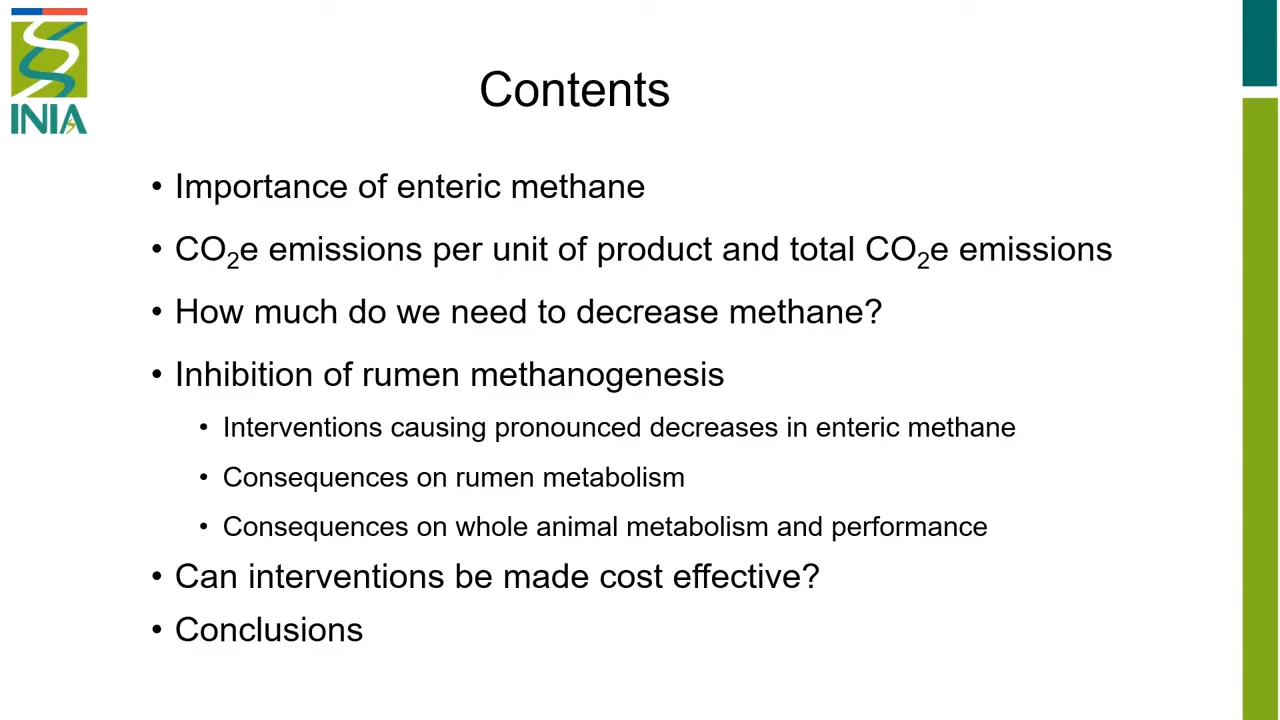 INIA
Contents
• Importance of enteric methane
• CO₂e emissions per unit of product and total CO₂e emissions
• How much do we need to decrease methane?
• Inhibition of rumen methanogenesis
• Interventions causing pronounced decreases in enteric methane
• Consequences on rumen metabolism
• Consequences on whole animal metabolism and performance
• Can interventions be made cost effective?
• Conclusions